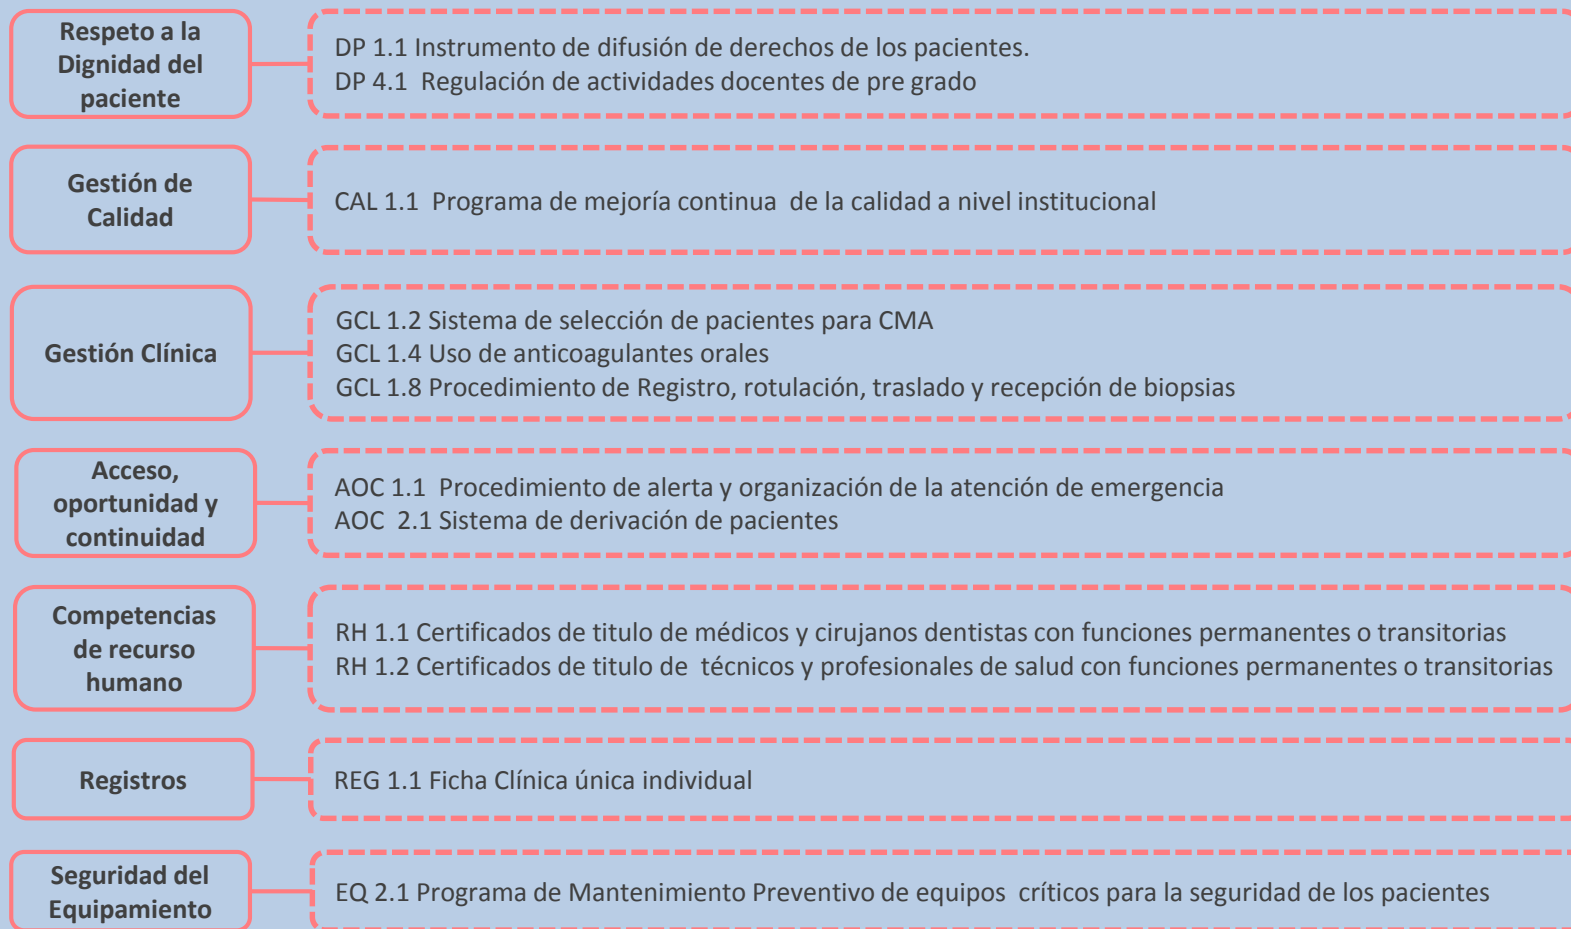 Respeto a la
Dignidad del
paciente
DP 1.1 Instrumento de difusión de derechos de los pacientes.
DP 4.1 Regulación de actividades docentes de pre grado
Gestión de
Calidad
CAL 1.1 Programa de mejoría continua de la calidad a nivel institucional
Gestión Clínica
GCL 1.2 Sistema de selección de pacientes para CMA
GCL 1.4 Uso de anticoagulantes orales
GCL 1.8 Procedimiento de Registro, rotulación, traslado y recepción de biopsias
Acceso,
oportunidad y
continuidad
AOC 1.1 Procedimiento de alerta y organización de la atención de emergencia
AOC 2.1 Sistema de derivación de pacientes
Competencias
de recurso
humano
RH 1.1 Certificados de titulo de médicos y cirujanos dentistas con funciones permanentes o transitorias
RH 1.2 Certificados de titulo de técnicos y profesionales de salud con funciones permanentes o transitorias
Registros
REG 1.1 Ficha Clínica única individual
Seguridad del
Equipamiento
EQ 2.1 Programa de Mantenimiento Preventivo de equipos críticos para la seguridad de los pacientes